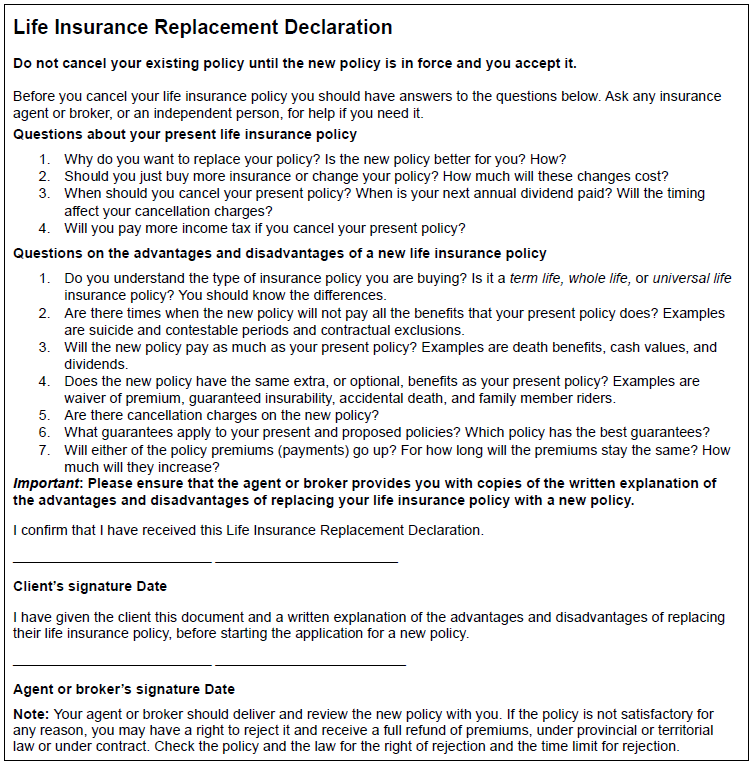 Life Insurance Replacement Declaration
Do not cancel your existing policy until the new policy is in force and you accept it.
Before you cancel your life insurance policy you should have answers to the questions below. Ask any insurance
agent or broker, or an independent person, for help if you need it.
Questions about your present life insurance policy
1. Why do you want to replace your policy? Is the new policy better for you? How?
2. Should you just buy more insurance or change your policy? How much will these changes cost?
3. When should you cancel your present policy? When is your next annual dividend paid? Will the timing
affect your cancellation charges?
4. Will you pay more income tax if you cancel your present policy?
Questions on the advantages and disadvantages of a new life insurance policy
1. Do you understand the type of insurance policy you are buying? Is it a term life, whole life, or universal life
insurance policy? You should know the differences.
2. Are there times when the new policy will not pay all the benefits that your present policy does? Examples
are suicide and contestable periods and contractual exclusions.
3. Will the new policy pay as much as your present policy? Examples are death benefits, cash values, and
dividends.
4. Does the new policy have the same extra, or optional, benefits as your present policy? Examples are
waiver of premium, guaranteed insurability, accidental death, and family member riders.
5. Are there cancellation charges on the new policy?
6. What guarantees apply to your present and proposed policies? Which policy has the best guarantees?
7. Will either of the policy premiums (payments) go up? For how long will the premiums stay the same? How
much will they increase?
Important: Please ensure that the agent or broker provides you with copies of the written explanation of
the advantages and disadvantages of replacing your life insurance policy with a new policy.
I confirm that I have received this Life Insurance Replacement Declaration.
Client's signature Date
I have given the client this document and a written explanation of the advantages and disadvantages of replacing
their life insurance policy, before starting the application for a new policy.
Agent or broker's signature Date
Note: Your agent or broker should deliver and review the new policy with you. If the policy is not satisfactory for
any reason, you may have a right to reject it and receive a full refund of premiums, under provincial or territorial
law or under contract. Check the policy and the law for the right of rejection and the time limit for rejection.